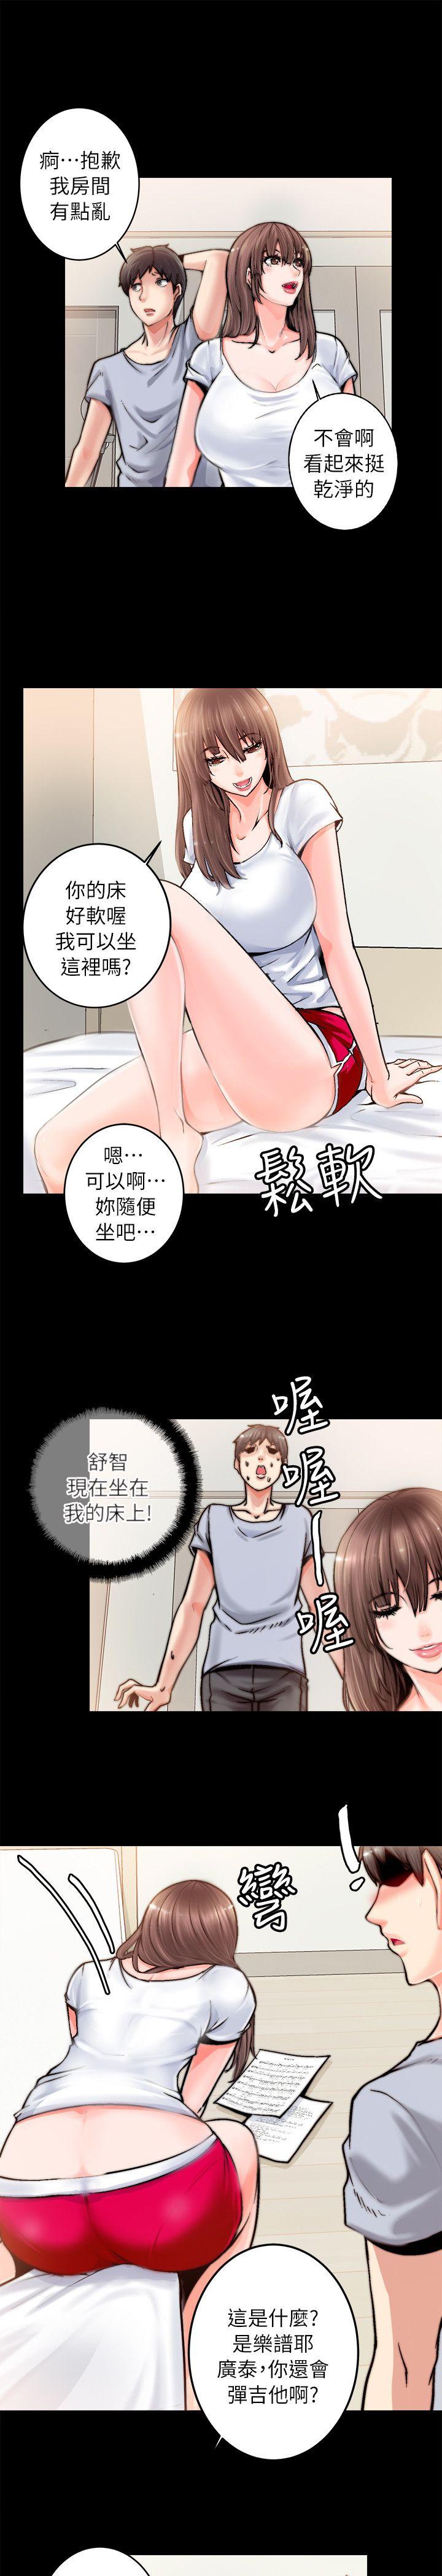 痾…抱歉
我房間
有點亂
不會啊
看起來挺
乾淨的
你的床
好軟喔
我可以坐
這裡嗎?
嗯…
可以啊…
妳隨便
坐吧…
鬆軟
喔
喔
喔
舒智
現在坐在
我的床上!
彎
這是什麼?
是樂譜耶
廣泰,你還會
彈吉他啊?